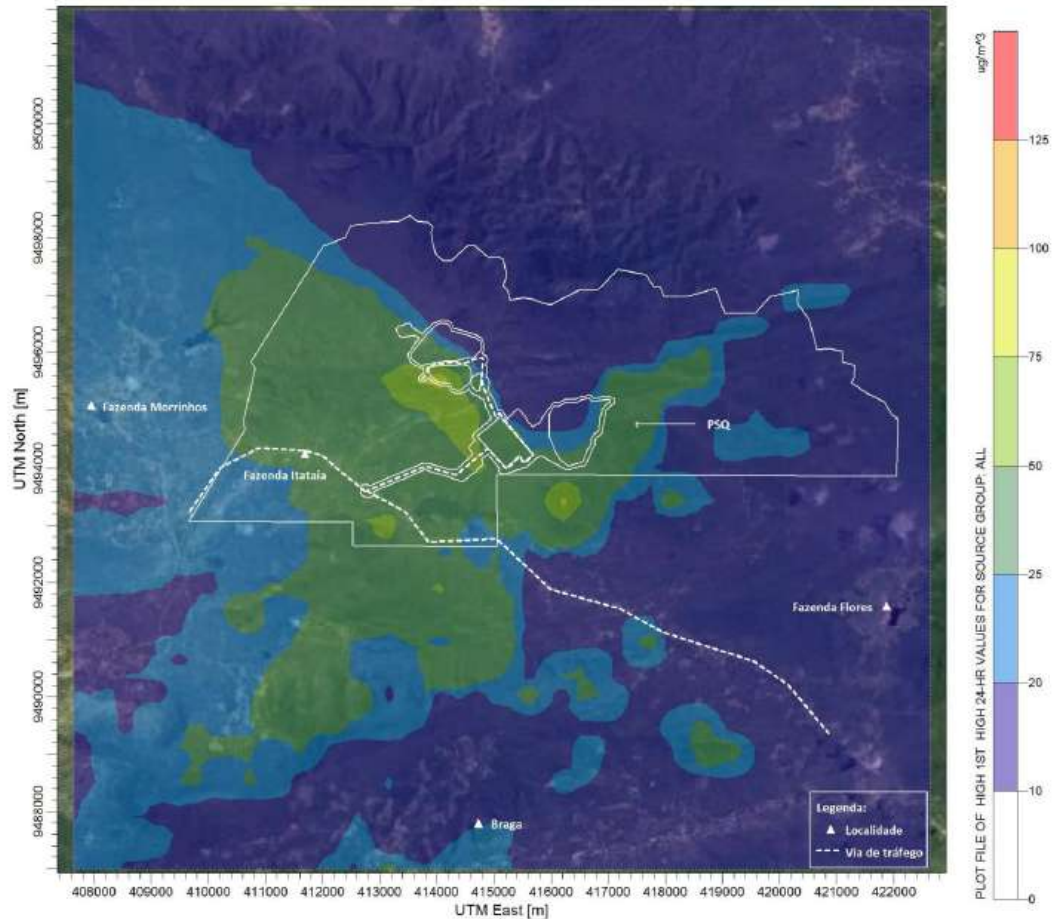 UTM North [m]
9500000
9498000
9496000
9494000
9492000
9490000
9488000
Fazenda Morrinhos
Fazenda Itataia
PSQ
Fazenda Flores
Braga
Legenda:
Localidade
Via de tráfego
408000 409000 410000 411000 412000 413000 414000 415000 416000 417000 418000 419000 420000 421000 422000
UTM East [m]
ug/m^3
125
100
75
50
25
20
10
0
PLOT FILE OF HIGH 1ST HIGH 24-HR VALUES FOR SOURCE GROUP: ALL